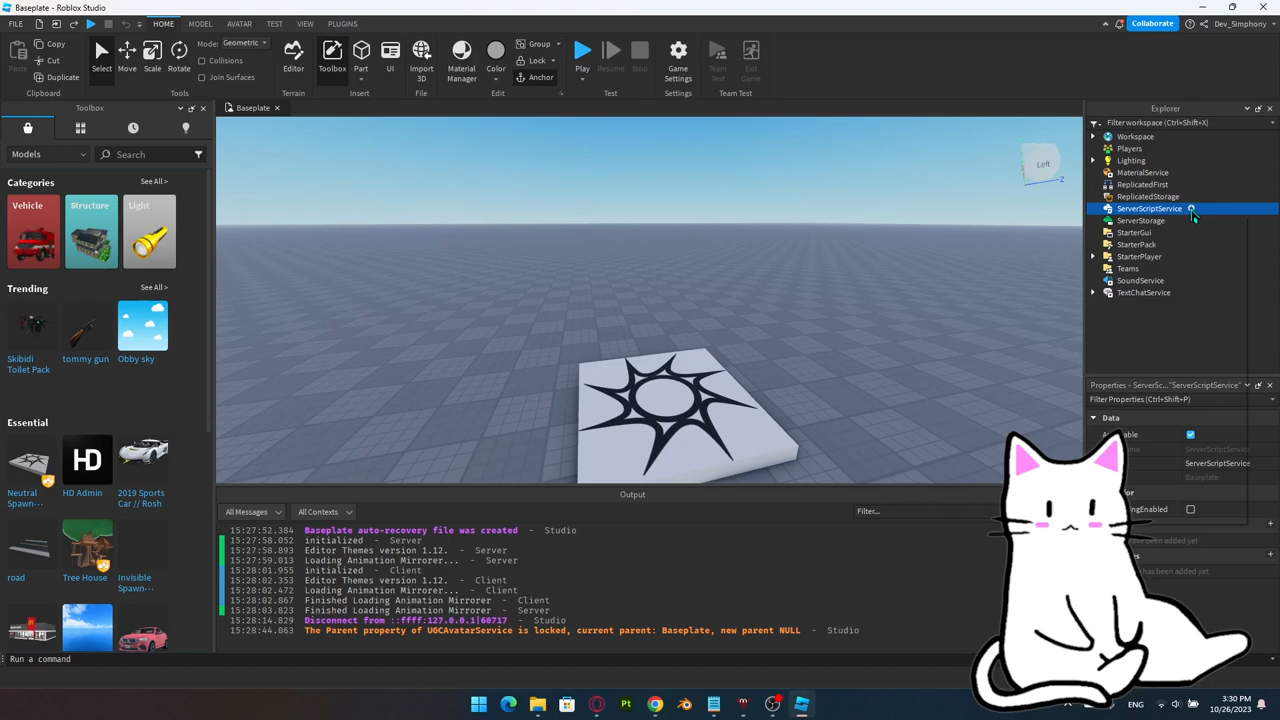 Baseplate - Roblox Studio
FILE HOME MODEL AVATAR TEST VIEW PLUGINS Collaborate Dev_Simphony
Copy Cut Duplicate Paste Select Move Scale Rotate
Mode: Geometric Collisions Join Surfaces
Editor Toolbox Part UI Import 3D Material Manager Color
Group Lock Anchor Play Resume Stop Game Settings Team Test Exit Game
Clipboard Tools Terrain Insert File Edit Test Settings Team Test
Toolbox
Baseplate
Models
Search
Categories See All >
Vehicle Structure Light
Trending See All >
Skibidi Toilet Pack
tommy gun
Obby sky
Essential
HD
Neutral Spawn...
HD Admin
2019 Sports Car // Rosh
road
Tree House
Invisible Spawn...
Left
Z
Explorer
Filter workspace (Ctrl+Shift+X)
Workspace
Players
Lighting
MaterialService
ReplicatedFirst
ReplicatedStorage
ServerScriptService
ServerStorage
StarterGui
StarterPack
StarterPlayer
Teams
SoundService
TextChatService
Properties - ServerSc..."ServerScriptService"
Filter Properties (Ctrl+Shift+P)
Data
ServerScriptService
ServerScriptService
Baseplate
Output
All Messages All Contexts Filter...
15:27:52.384 Baseplate auto-recovery file was created - Studio
15:27:58.052 initialized - Server
15:27:58.893 Editor Themes version 1.12. - Server
15:27:59.013 Loading Animation Mirrorer... - Server
15:28:01.955 initialized - Client
15:28:02.353 Editor Themes version 1.12. - Client
15:28:02.472 Loading Animation Mirrorer... - Client
15:28:02.867 Finished Loading Animation Mirrorer - Client
15:28:03.823 Finished Loading Animation Mirrorer - Server
15:28:14.829 Disconnect from ::ffff:127.0.0.1|60717 - Studio
15:28:44.063 The Parent property of UGCAvatarService is locked, current parent: Baseplate, new parent NULL - Studio
Run a command
Pt
ENG
3:30 PM
10/26/2023